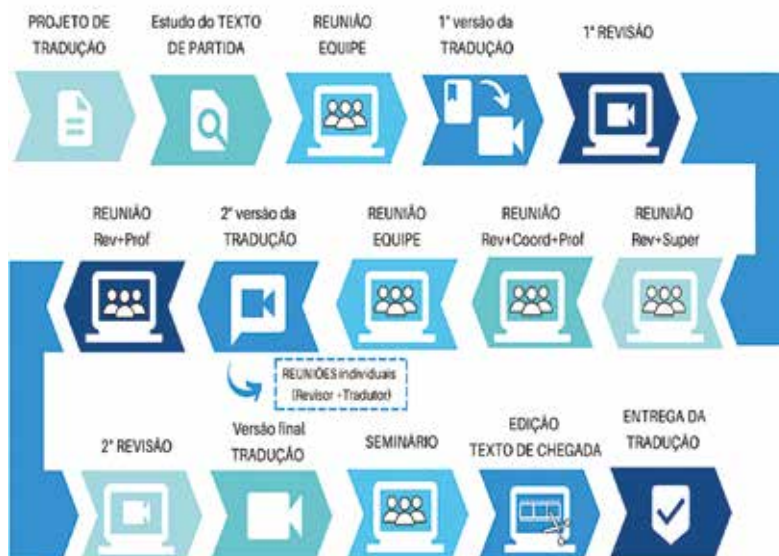 PROJETO DE
TRADUÇÃO
Estudo do TEXTO
DE PARTIDA
REUNIÃO
EQUIPE
1ª versão da
TRADUÇÃO
1ª REVISÃO
REUNIÃO
Rev+Prof
2ª versão da
TRADUÇÃO
REUNIÃO
EQUIPE
REUNIÃO
Rev+Coord+Prof
REUNIÃO
Rev+Super
REUNIÕES individuais
(Revisor - Tradutor)
2ª REVISÃO
Versão final
TRADUÇÃO
SEMINÁRIO
EDIÇÃO
TEXTO DE CHEGADA
ENTREGA DA
TRADUÇÃO